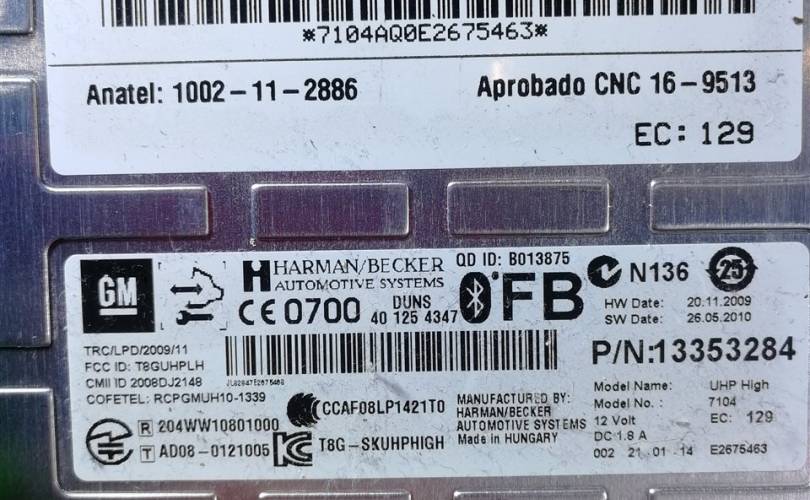 *7104AQ0E2675463*
Anatel: 1002-11-2886
Aprobado CNC 16-9513
EC: 129
GM
HARMAN/BECKER
AUTOMOTIVE SYSTEMS
QD ID: B013875
CE 0700
DUNS
40 125 4347
FB
N136
25
HW Date: 20.11.2009
SW Date: 26.05.2010
TRC/LPD/2009/11
FCC ID: T8GUHPLH
CMII ID 2008DJ2148
COFETEL: RCPGMUH10-1339
P/N:13353284
CCAF08LP1421T0
R 204WW10801000
T AD08-0121005
T8G-SKUHPHIGH
MANUFACTURED BY:
HARMAN/BECKER
AUTOMOTIVE SYSTEMS
Made in HUNGARY
Model Name: UHP High
Model No.: 7104
12 Volt EC: 129
DC 1.8 A
002 21 01 14 E2675463